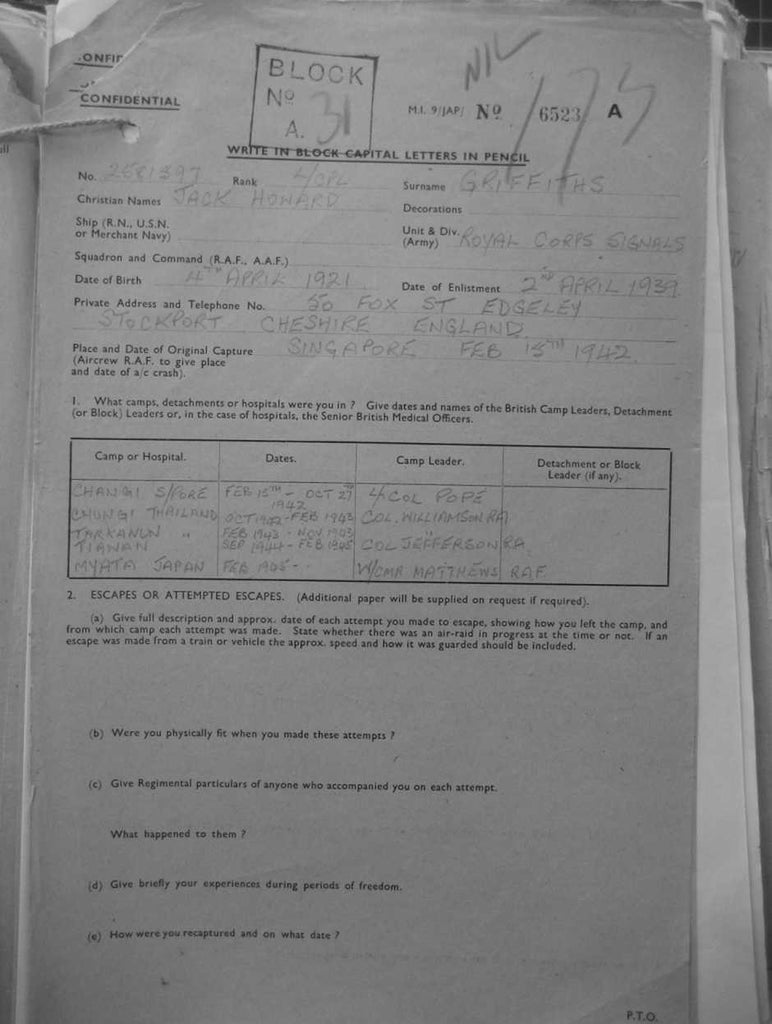 CONFIDENTIAL
BLOCK
No
A. 31
NIL
M.I. 9/JAP/ No 6523 A
WRITE IN BLOCK CAPITAL LETTERS IN PENCIL
No. 2581397 Rank L/CPL Surname GRIFFITHS
Christian Names JACK HOWARD Decorations
Ship (R.N., U.S.N. or Merchant Navy) Unit & Div. (Army) ROYAL CORPS SIGNALS
Squadron and Command (R.A.F., A.A.F.)
Date of Birth 4TH APRIL 1921 Date of Enlistment 2ND APRIL 1939
Private Address and Telephone No. 50 FOX ST EDGELEY
STOCKPORT CHESHIRE ENGLAND
Place and Date of Original Capture SINGAPORE FEB 15TH 1942.
(Aircrew R.A.F. to give place
and date of a/c crash).
1. What camps, detachments or hospitals were you in ? Give dates and names of the British Camp Leaders, Detachment
(or Block) Leaders or, in the case of hospitals, the Senior British Medical Officers.
Camp or Hospital. Dates. Camp Leader. Detachment or Block Leader (if any).
CHANGI S/PORE FEB 15TH - OCT 27TH 1942 L/COL POPE
CHUNGI THAILAND OCT 1942 - FEB 1943 COL. WILLIAMSON RA
TARKANUN " FEB 1943 - NOV 1943 "
TIAWAN SEP 1944 - FEB 1945 COL JEFFERSON RA
MYATA JAPAN FEB 1945 - W/CMR MATTHEWS RAF
2. ESCAPES OR ATTEMPTED ESCAPES. (Additional paper will be supplied on request if required).
(a) Give full description and approx. date of each attempt you made to escape, showing how you left the camp, and
from which camp each attempt was made. State whether there was an air-raid in progress at the time or not. If an
escape was made from a train or vehicle the approx. speed and how it was guarded should be included.
(b) Were you physically fit when you made these attempts ?
(c) Give Regimental particulars of anyone who accompanied you on each attempt.
What happened to them ?
(d) Give briefly your experiences during periods of freedom.
(e) How were you recaptured and on what date ?
P.T.O.